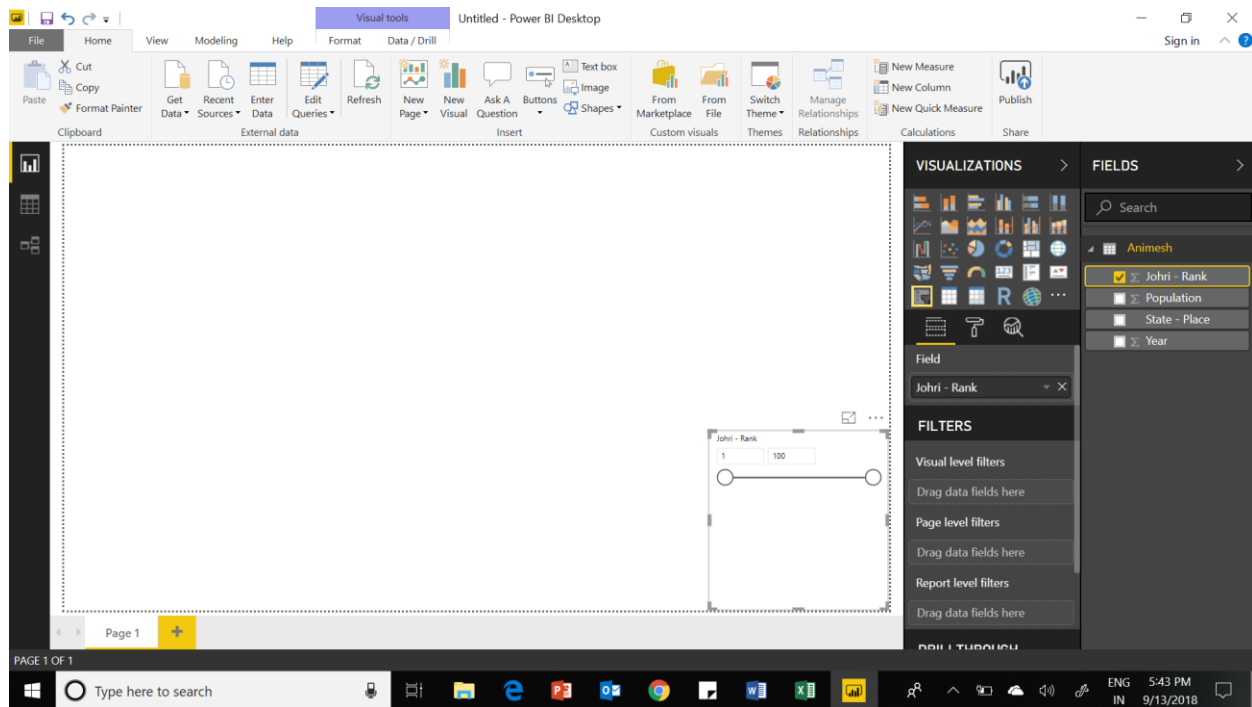 Visual tools
Untitled - Power BI Desktop
File
Home
View
Modeling
Help
Format
Data / Drill
Sign in
?
Paste
Cut
Copy
Format Painter
Clipboard
Get Data
Recent Sources
Enter Data
Edit Queries
External data
Refresh
New Page
New Visual
Ask A Question
Buttons
Text box
Image
Shapes
Insert
From Marketplace
From File
Custom visuals
Switch Theme
Themes
Manage Relationships
Relationships
New Measure
New Column
New Quick Measure
Calculations
Publish
Share
Johri - Rank
1
100
VISUALIZATIONS
123
R
Field
Johri - Rank
FILTERS
Visual level filters
Drag data fields here
Page level filters
Drag data fields here
Report level filters
Drag data fields here
DRILLTHROUGH
FIELDS
Search
Animesh
Σ Johri - Rank
Σ Population
State - Place
Σ Year
Page 1
PAGE 1 OF 1
Type here to search
ENG
IN
5:43 PM
9/13/2018